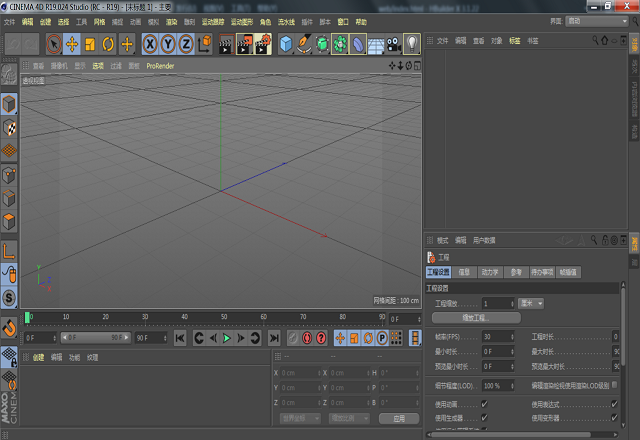 CINEMA 4D R19.024 Studio (RC - R19) - [未标题 1] - 主要
编辑 创建 选择 工具 网格 捕捉 动画 模拟 渲染 雕刻 运动跟踪 运动图形 角色 流水线 插件 脚本 窗口 帮助
界面: 启动
查看 摄像机 显示 选项 过滤 面板 ProRender
文件 编辑 查看 对象 标签 书签
透视视图
网格间距: 100 cm
0 10 20 30 40 50 60 70 80 90 0 F
0 F 0 F 90 F 90 F
创建 编辑 功能 纹理
X 0 cm X 0 cm H 0°
Y 0 cm Y 0 cm P 0°
Z 0 cm Z 0 cm B 0°
世界坐标 缩放比例 应用
模式 编辑 用户数据
工程
工程设置 信息 动力学 参考 待办事项 帧插值
工程设置
工程缩放 1 厘米
缩放工程...
帧率(FPS) 30 工程时长 0
最小时长 0 F 最大时长 90
预览最小时长 0 F 预览最大时长 90
细节程度(LOD) 100 % 编辑渲染检视使用渲染LOD级别
使用动画 使用表达式
使用生成器 使用变形器
MAXON
CINEMA 4D